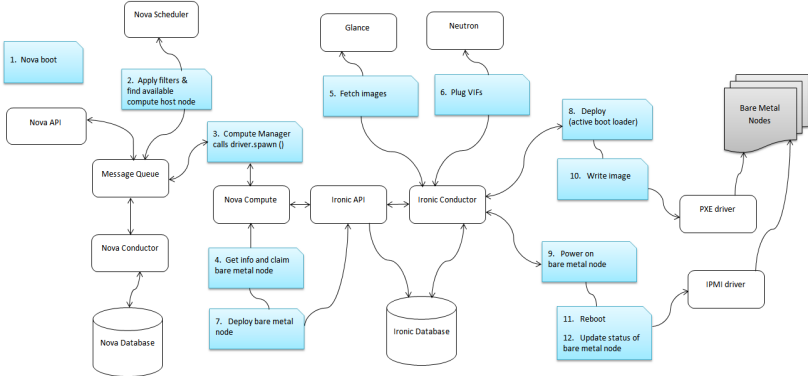 Nova Scheduler
Glance
Neutron
1. Nova boot
2. Apply filters &
find available
compute host node
5. Fetch images
6. Plug VIFs
8. Deploy
(active boot loader)
Bare Metal
Nodes
Nova API
3. Compute Manager
calls driver.spawn ()
Message Queue
10. Write image
Nova Compute
Ironic API
Ironic Conductor
PXE driver
Nova Conductor
4. Get info and claim
bare metal node
9. Power on
bare metal node
IPMI driver
7. Deploy bare metal
node
11. Reboot
12. Update status of
bare metal node
Nova Database
Ironic Database